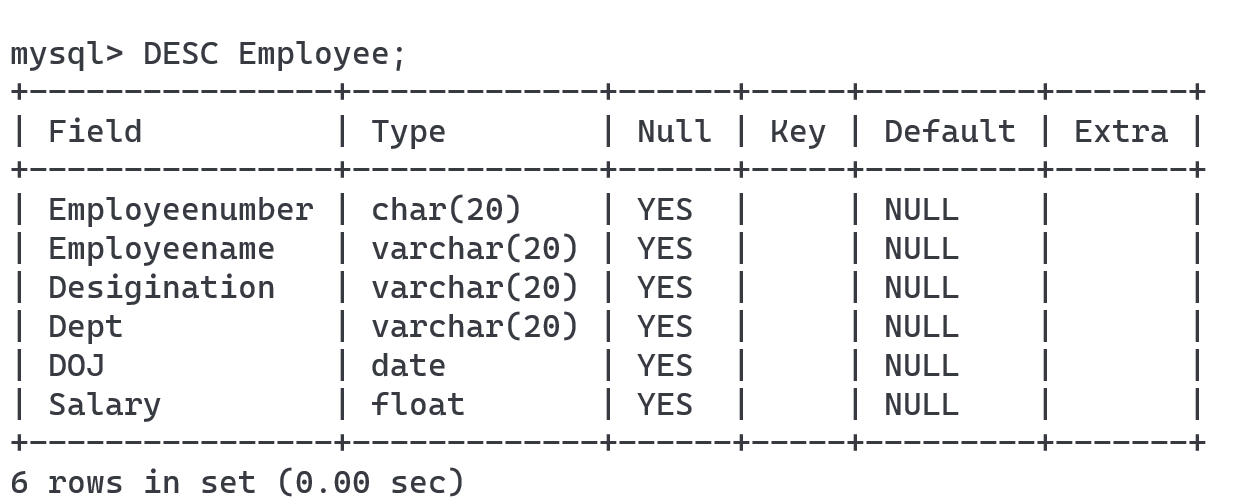 mysql> DESC Employee;
+----------------+-------------+------+-----+---------+-------+
| Field          | Type        | Null | Key | Default | Extra |
+----------------+-------------+------+-----+---------+-------+
| Employeenumber | char(20)    | YES  |     | NULL    |       |
| Employeename   | varchar(20) | YES  |     | NULL    |       |
| Desigination   | varchar(20) | YES  |     | NULL    |       |
| Dept           | varchar(20) | YES  |     | NULL    |       |
| DOJ            | date        | YES  |     | NULL    |       |
| Salary         | float       | YES  |     | NULL    |       |
+----------------+-------------+------+-----+---------+-------+
6 rows in set (0.00 sec)